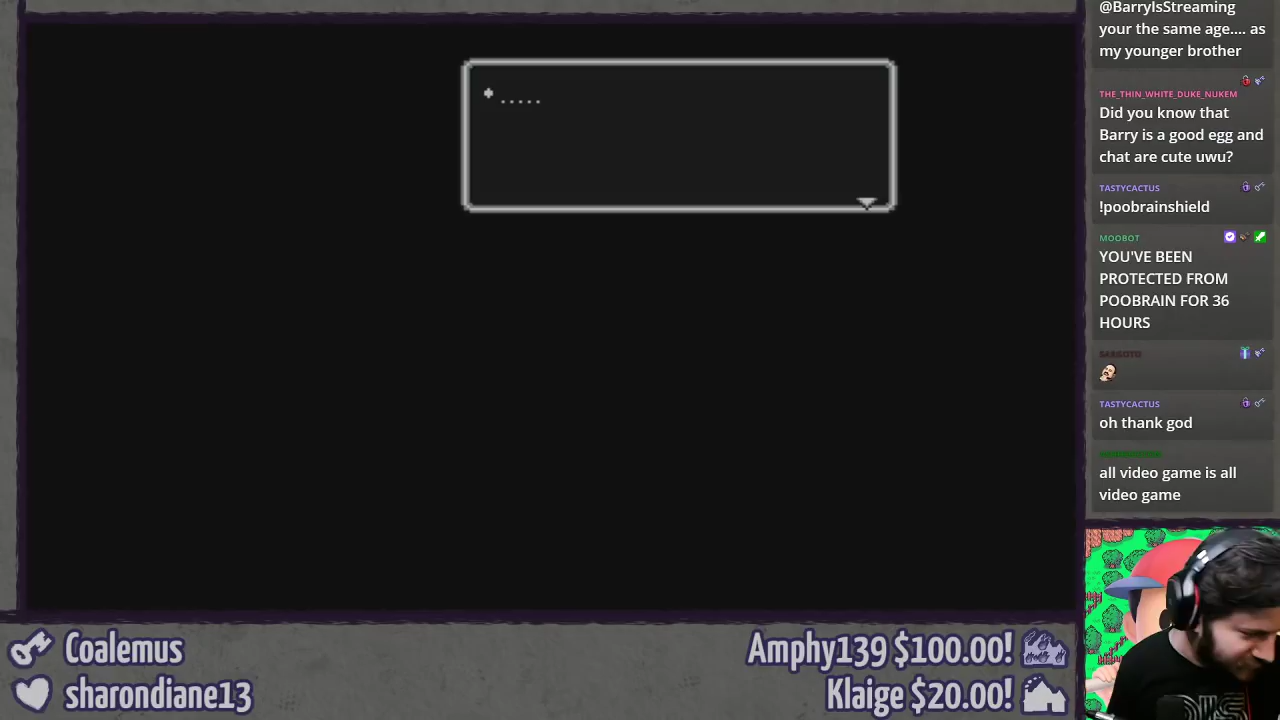 @BarryIsStreaming
your the same age.... as
my younger brother
THE_THIN_WHITE_DUKE_NUKEM
Did you know that
Barry is a good egg and
chat are cute uwu?
TASTYCACTUS
!poobrainshield
MOOBOT
YOU'VE BEEN
PROTECTED FROM
POOBRAIN FOR 36
HOURS
TASTYCACTUS
oh thank god
all video game is all
video game
.....
Coalemus
sharondiane13
Amphy139 $100.00!
Klaige $20.00!